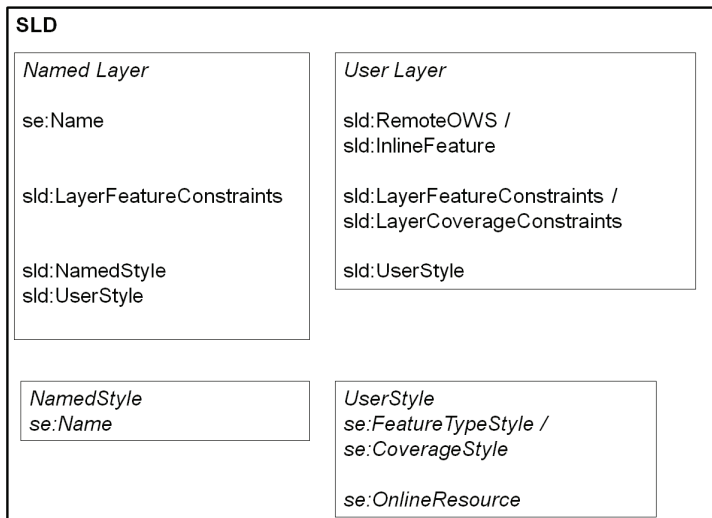 SLD
Named Layer
se:Name
sld:LayerFeatureConstraints
sld:NamedStyle
sld:UserStyle
User Layer
sld:RemoteOWS /
sld:InlineFeature
sld:LayerFeatureConstraints /
sld:LayerCoverageConstraints
sld:UserStyle
NamedStyle
se:Name
UserStyle
se:FeatureTypeStyle /
se:CoverageStyle
se:OnlineResource